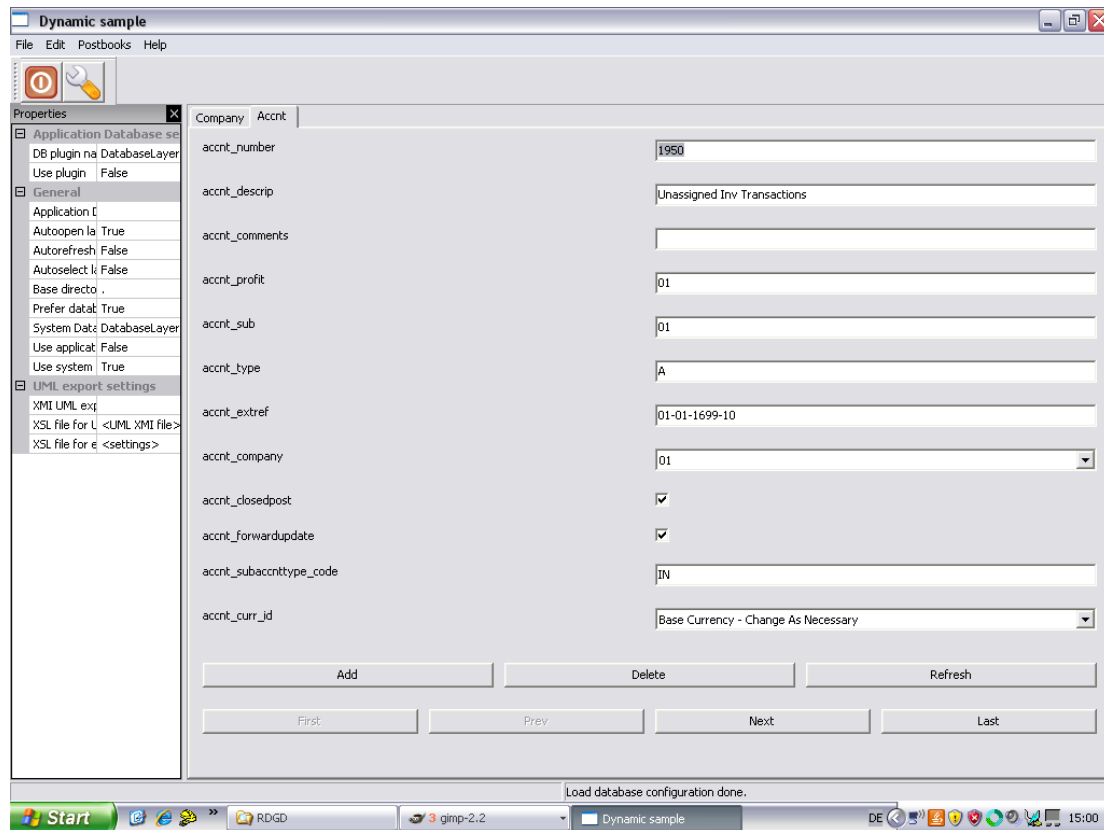 Dynamic sample
File Edit Postbooks Help
Properties
Application Database se
DB plugin na DatabaseLayer
Use plugin False
General
Application D
Autoopen la True
Autorefresh False
Autoselect la False
Base directo .
Prefer datab True
System Data DatabaseLayer
Use applicat False
Use system True
UML export settings
XMI UML exp
XSL file for U <UML XMI file>
XSL file for e <settings>
Company Accnt
accnt_number 1950
accnt_descrip Unassigned Inv Transactions
accnt_comments
accnt_profit 01
accnt_sub 01
accnt_type A
accnt_extref 01-01-1699-10
accnt_company 01
accnt_closedpost
accnt_forwardupdate
accnt_subaccnttype_code IN
accnt_curr_id Base Currency - Change As Necessary
Add Delete Refresh
First Prev Next Last
Load database configuration done.
Start » RDGD 3 gimp-2.2 Dynamic sample DE 15:00